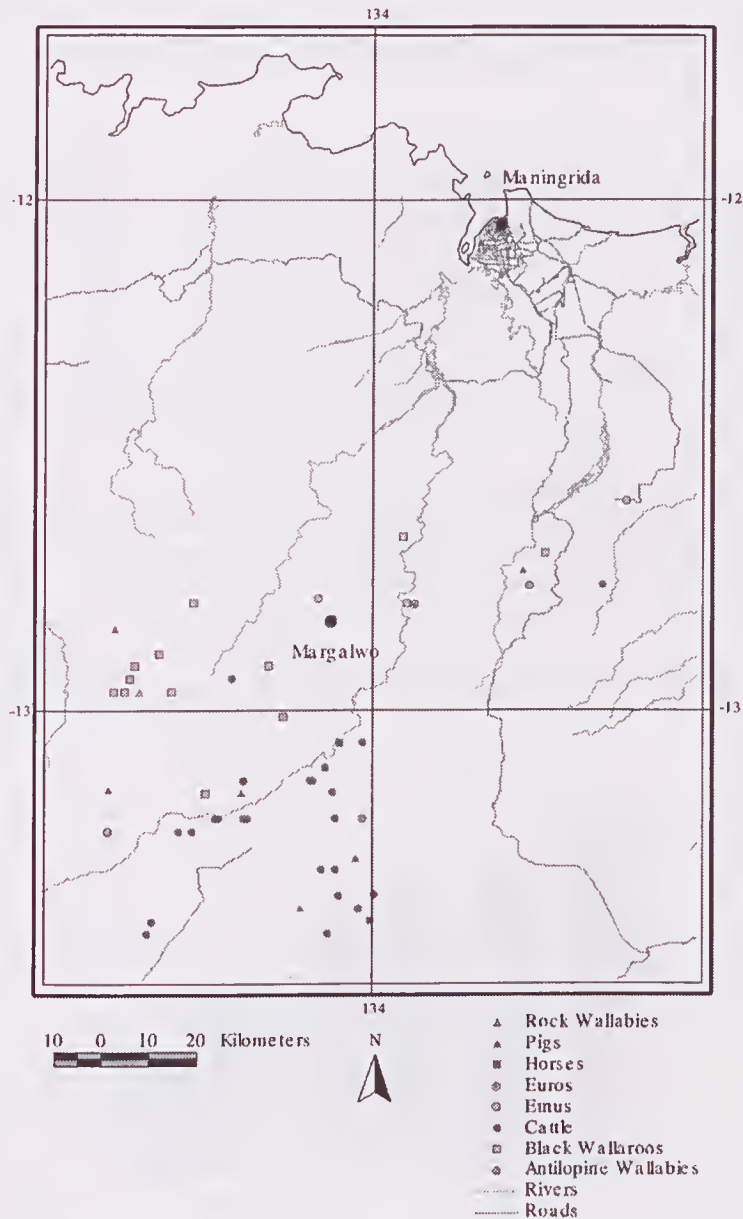 134
Maningrida
-12 -12
Margalwo
-13 -13
134
10 0 10 20 Kilometers
N
Rock Wallabies
Pigs
Horses
Euros
Emus
Cattle
Black Wallaroos
Antilopine Wallabies
Rivers
Roads